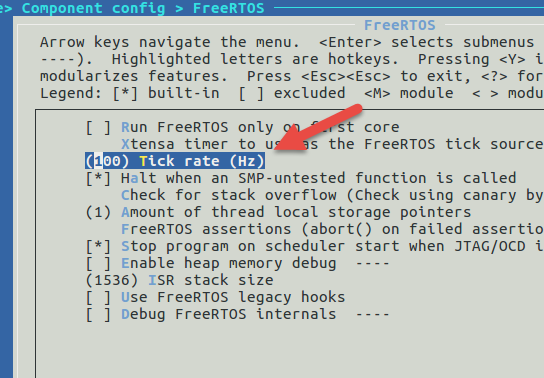 e> Component config > FreeRTOS
FreeRTOS
Arrow keys navigate the menu. <Enter> selects submenus
----). Highlighted letters are hotkeys. Pressing <Y> i
modularizes features. Press <Esc><Esc> to exit, <?> for
Legend: [*] built-in [ ] excluded <M> module < > modu
[ ] Run FreeRTOS only on first core
Xtensa timer to use as the FreeRTOS tick source
(100) Tick rate (Hz)
[*] Halt when an SMP-untested function is called
Check for stack overflow (Check using canary by
(1) Amount of thread local storage pointers
FreeRTOS assertions (abort() on failed assertio
[*] Stop program on scheduler start when JTAG/OCD i
[ ] Enable heap memory debug ----
(1536) ISR stack size
[ ] Use FreeRTOS legacy hooks
[ ] Debug FreeRTOS internals ----